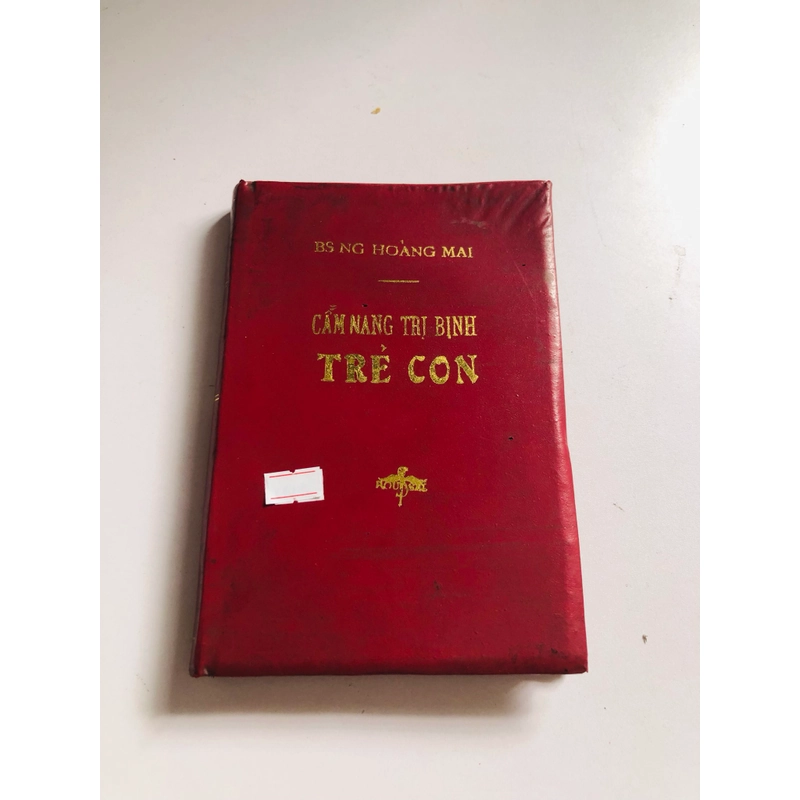 BS NG HOÀNG MAI
CẨM NANG TRỊ BỊNH
TRẺ CON